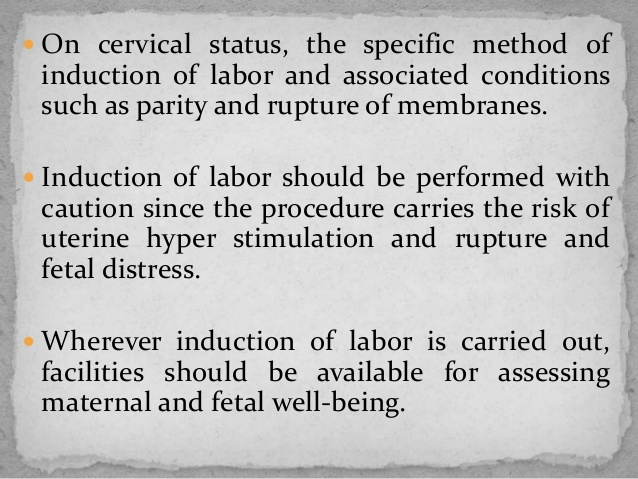 • On cervical status, the specific method of
induction of labor and associated conditions
such as parity and rupture of membranes.
• Induction of labor should be performed with
caution since the procedure carries the risk of
uterine hyper stimulation and rupture and
fetal distress.
• Wherever induction of labor is carried out,
facilities should be available for assessing
maternal and fetal well-being.